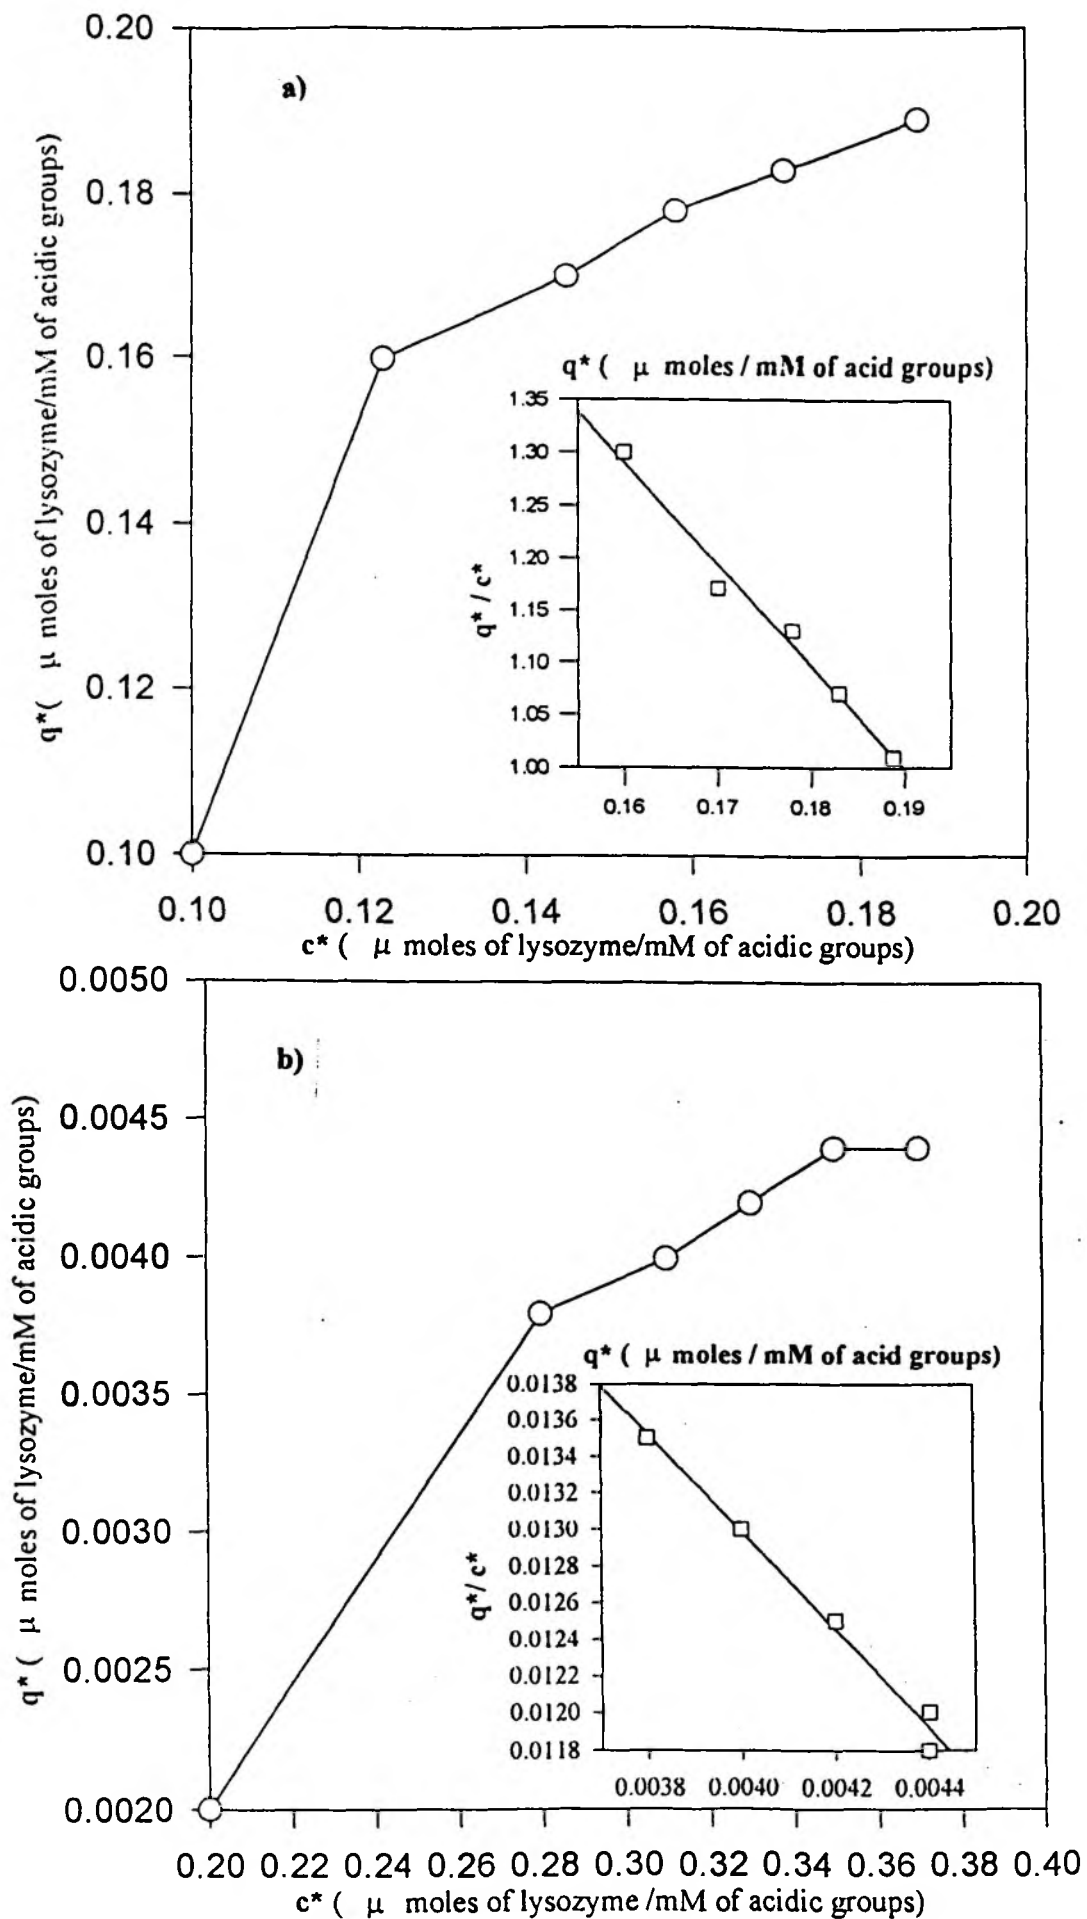 a)
0.20
0.18
0.16
0.14
0.12
0.10
q*( μ moles of lysozyme/mM of acidic groups)
q* ( μ moles / mM of acid groups)
1.35
1.30
1.25
1.20
1.15
1.10
1.05
1.00
q* / c*
0.16 0.17 0.18 0.19
0.10 0.12 0.14 0.16 0.18 0.20
c* ( μ moles of lysozyme/mM of acidic groups)
b)
0.0050
0.0045
0.0040
0.0035
0.0030
0.0025
0.0020
q* ( μ moles of lysozyme/mM of acidic groups)
q* ( μ moles / mM of acid groups)
0.0138
0.0136
0.0134
0.0132
0.0130
0.0128
0.0126
0.0124
0.0122
0.0120
0.0118
q*/ c*
0.0038 0.0040 0.0042 0.0044
0.20 0.22 0.24 0.26 0.28 0.30 0.32 0.34 0.36 0.38 0.40
c* ( μ moles of lysozyme /mM of acidic groups)